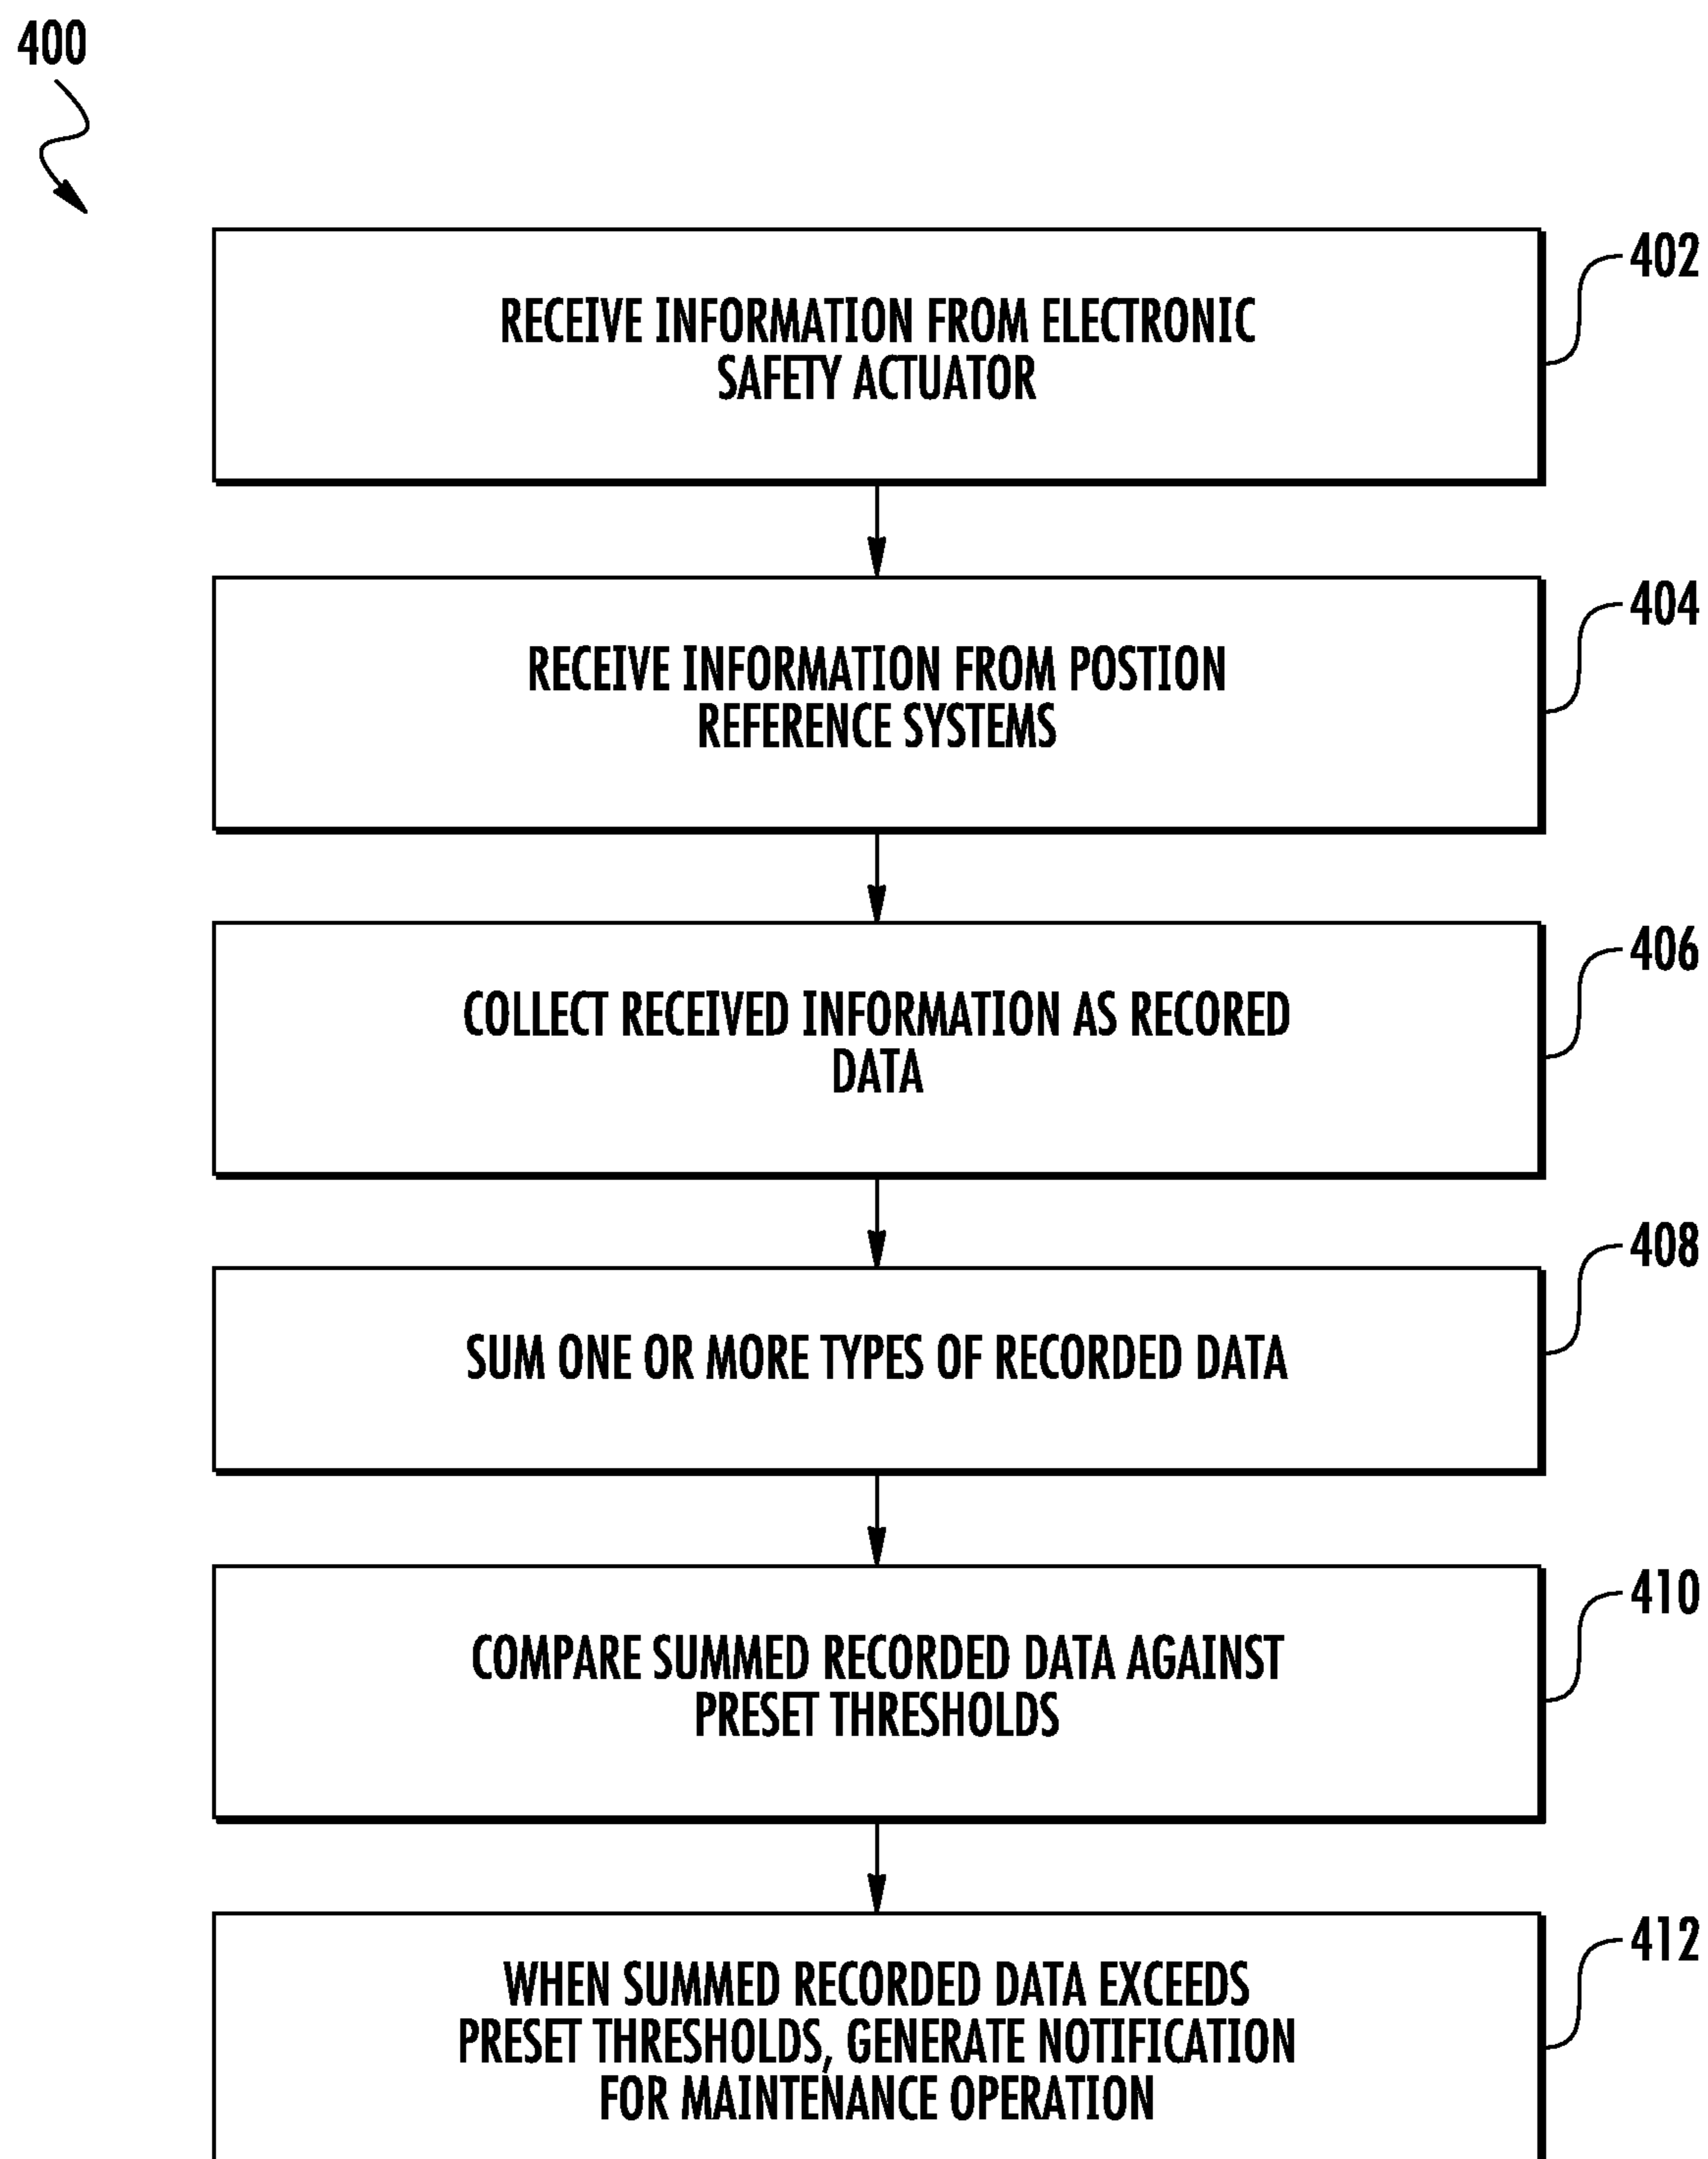 400
RECEIVE INFORMATION FROM ELECTRONIC
SAFETY ACTUATOR
402
RECEIVE INFORMATION FROM POSTION
REFERENCE SYSTEMS
404
COLLECT RECEIVED INFORMATION AS RECORED
DATA
406
SUM ONE OR MORE TYPES OF RECORDED DATA
408
COMPARE SUMMED RECORDED DATA AGAINST
PRESET THRESHOLDS
410
WHEN SUMMED RECORDED DATA EXCEEDS
PRESET THRESHOLDS, GENERATE NOTIFICATION
FOR MAINTENANCE OPERATION
412